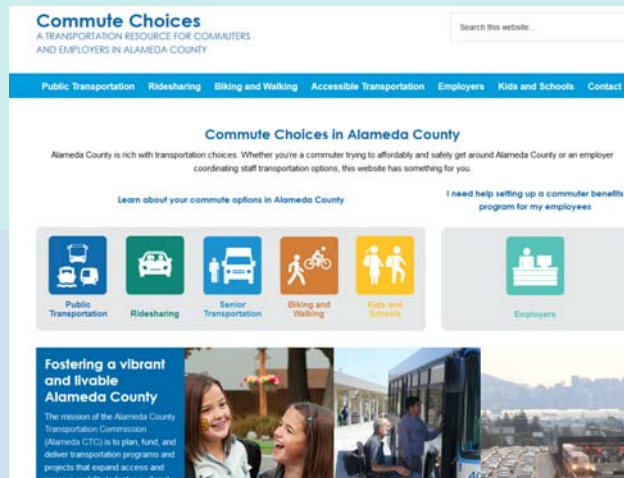 Commute Choices
A TRANSPORTATION RESOURCE FOR COMMUTERS
AND EMPLOYERS IN ALAMEDA COUNTY
Search this website...
Public Transportation Ridesharing Biking and Walking Accessible Transportation Employers Kids and Schools Contact
Commute Choices in Alameda County
Alameda County is rich with transportation choices. Whether you're a commuter trying to affordably and safely get around Alameda County or an employer
coordinating staff transportation options, this website has something for you.
Learn about your commute options in Alameda County
I need help setting up a commuter benefits
program for my employees
Public
Transportation
Ridesharing
Senior
Transportation
Biking and
Walking
Kids and
Schools
Employers
Fostering a vibrant
and livable
Alameda County
The mission of the Alameda County
Transportation Commission
(Alameda CTC) is to plan, fund, and
deliver transportation programs and
projects that expand access and